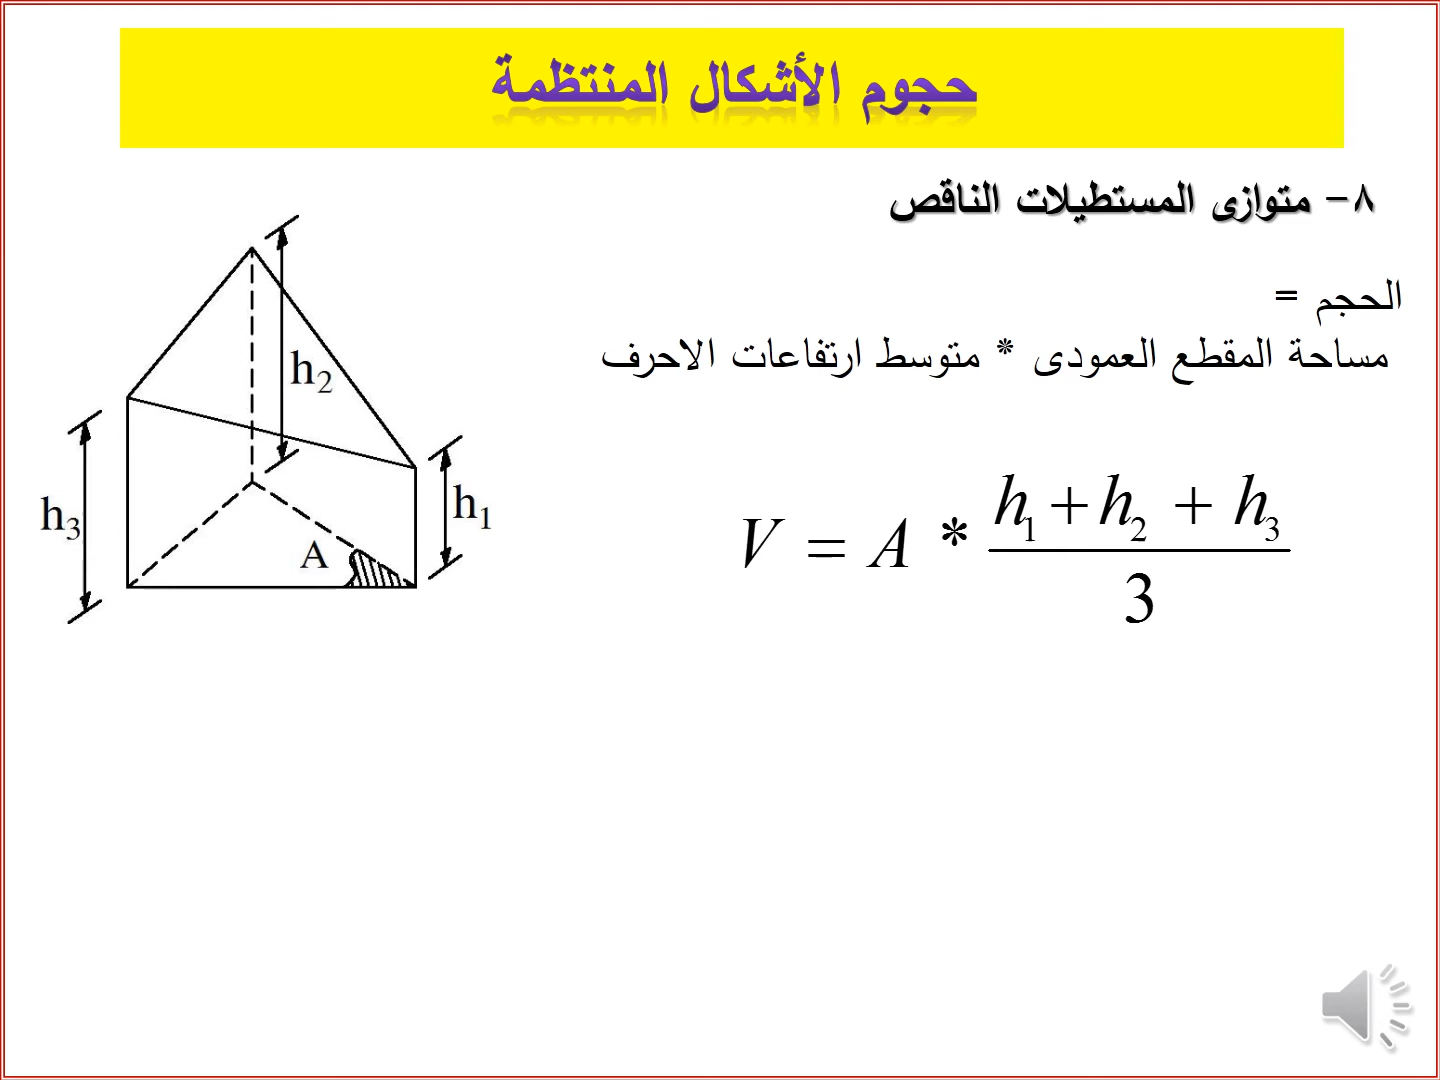 حجوم الأشكال المنتظمة
٨- متوازى المستطيلات الناقص
الحجم =
مساحة المقطع العمودى * متوسط ارتفاعات الاحرف
V = A * (h₁ + h₂ + h₃) / 3
h₂
h₃
h₁
A